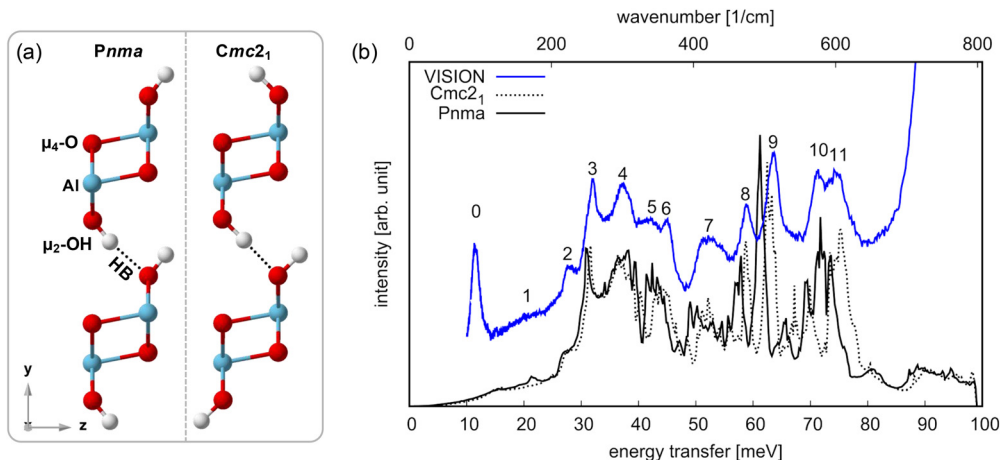 (a)
Pnma
Cmc2₁
μ₄-O
Al
μ₂-OH
HB
y
z
(b)
wavenumber [1/cm]
0 200 400 600 800
VISION
Cmc2₁
Pnma
intensity [arb. unit]
0 1 2 3 4 5 6 7 8 9 10 11
0 10 20 30 40 50 60 70 80 90 100
energy transfer [meV]